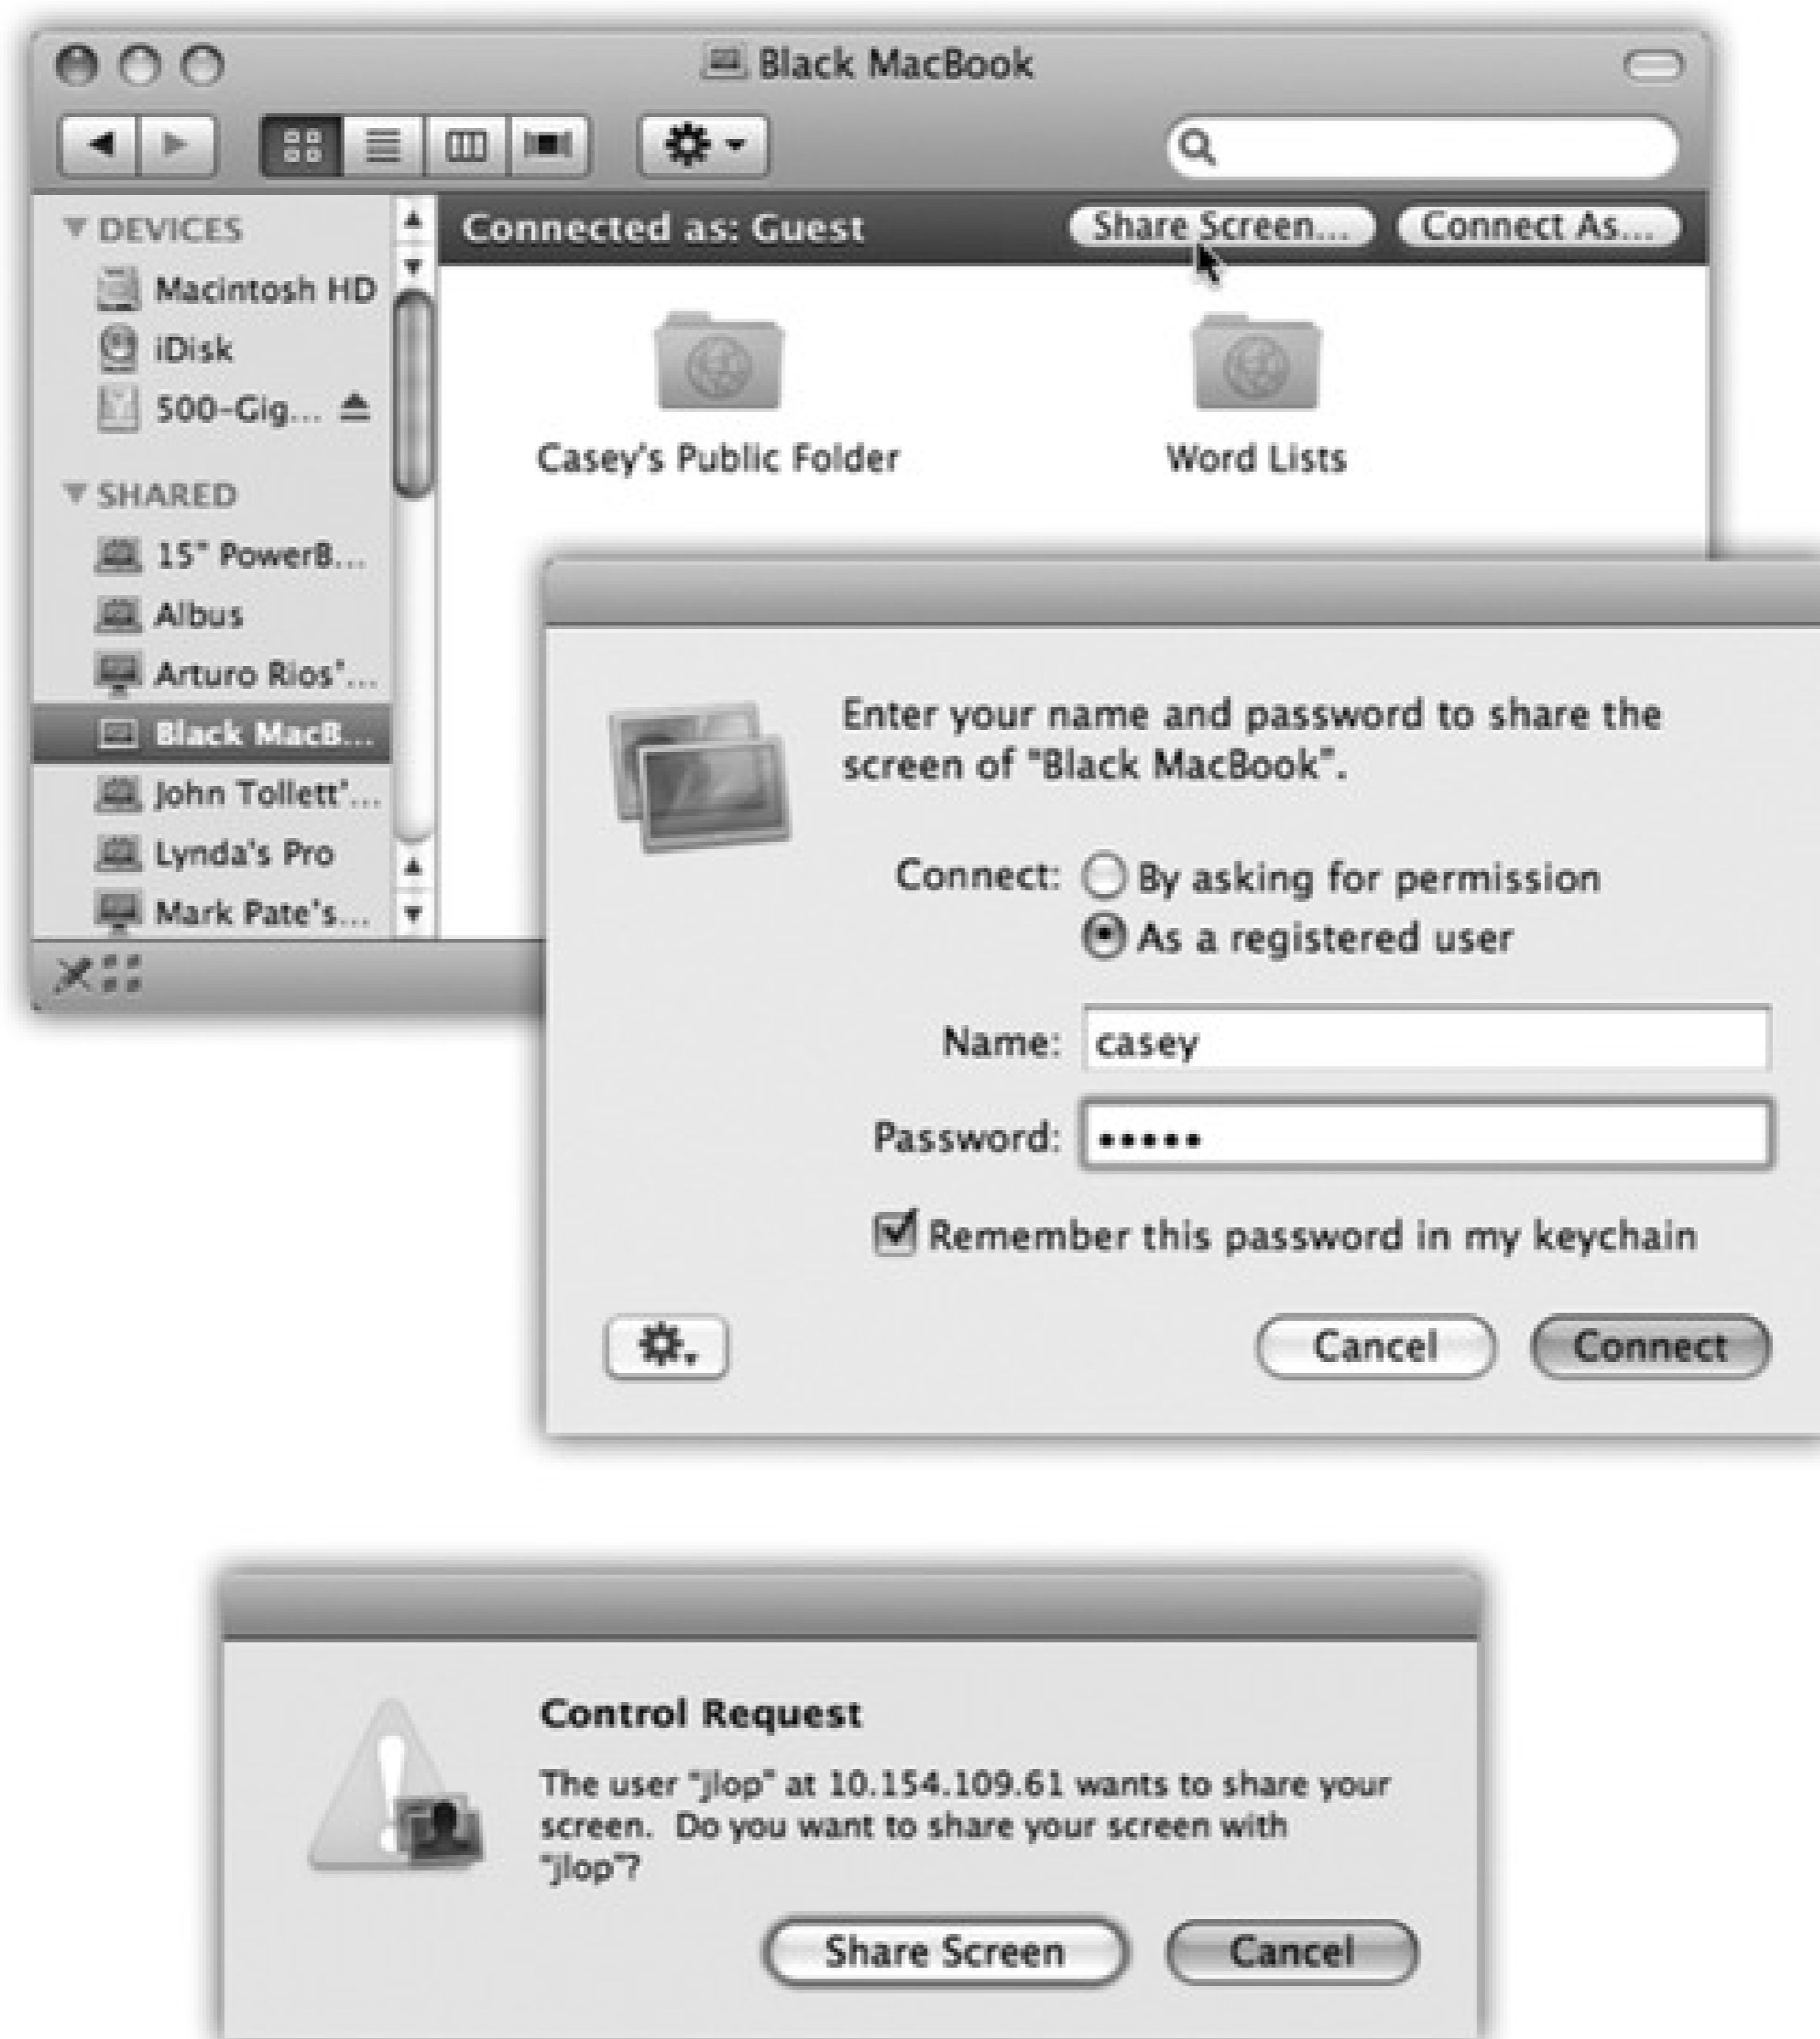 Black MacBook
DEVICES
Macintosh HD
iDisk
500-Gig...
SHARED
15" PowerB...
Albus
Arturo Rios'...
Black MacB...
John Tollett'...
Lynda's Pro
Mark Pate's...
Connected as: Guest
Share Screen...
Connect As...
Casey's Public Folder
Word Lists
Enter your name and password to share the
screen of "Black MacBook".
Connect: By asking for permission
As a registered user
Name: casey
Password: •••••
Remember this password in my keychain
Cancel
Connect
Control Request
The user "jlop" at 10.154.109.61 wants to share your
screen. Do you want to share your screen with
"jlop"?
Share Screen
Cancel